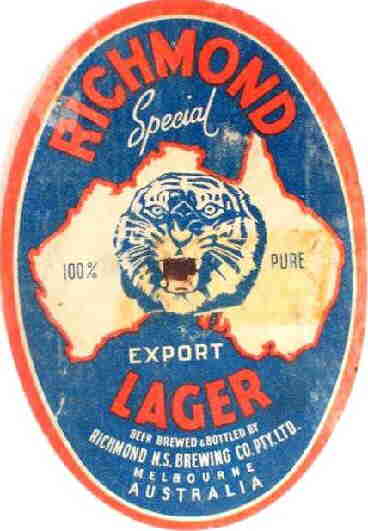 RICHMOND
Special
100% PURE
EXPORT
LAGER
BEER BREWED & BOTTLED BY
RICHMOND N.S. BREWING CO. PTY. LTD.
MELBOURNE
AUSTRALIA